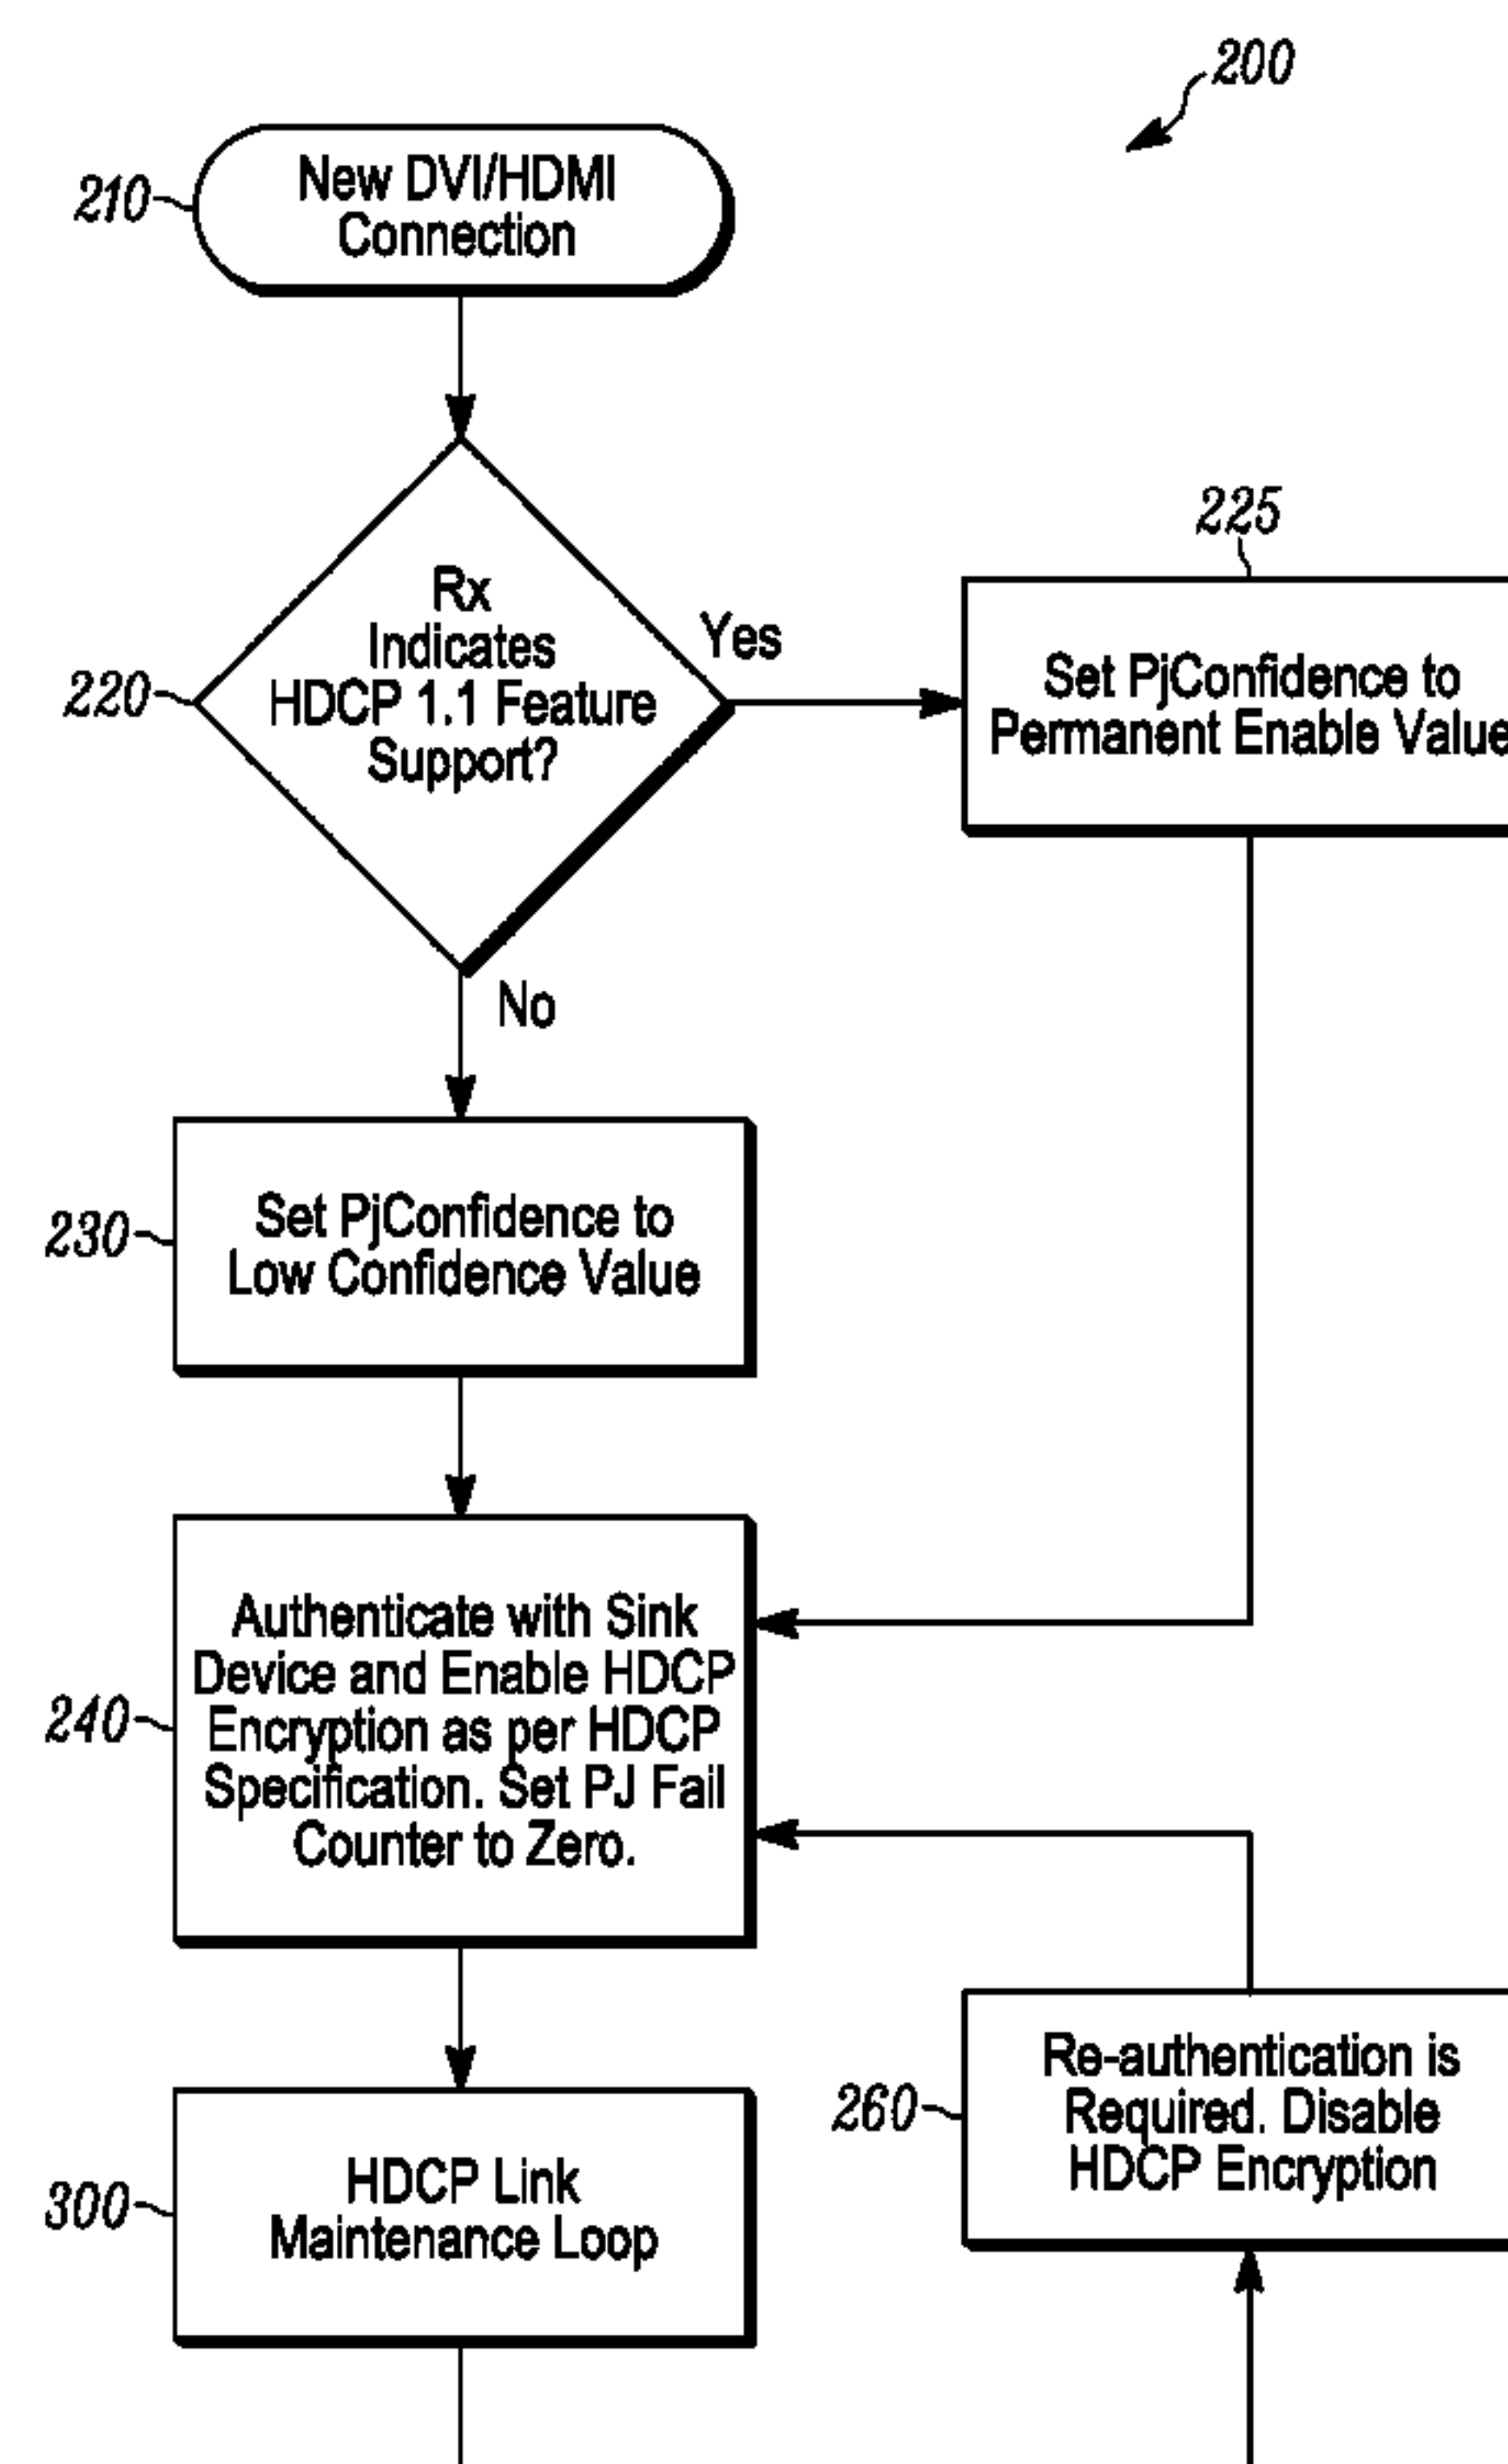 200
210
New DVI/HDMI
Connection
220
Rx
Indicates
HDCP 1.1 Feature
Support?
Yes
225
Set PjConfidence to
Permanent Enable Value
No
230
Set PjConfidence to
Low Confidence Value
240
Authenticate with Sink
Device and Enable HDCP
Encryption as per HDCP
Specification. Set PJ Fail
Counter to Zero.
260
Re-authentication is
Required. Disable
HDCP Encryption
300
HDCP Link
Maintenance Loop